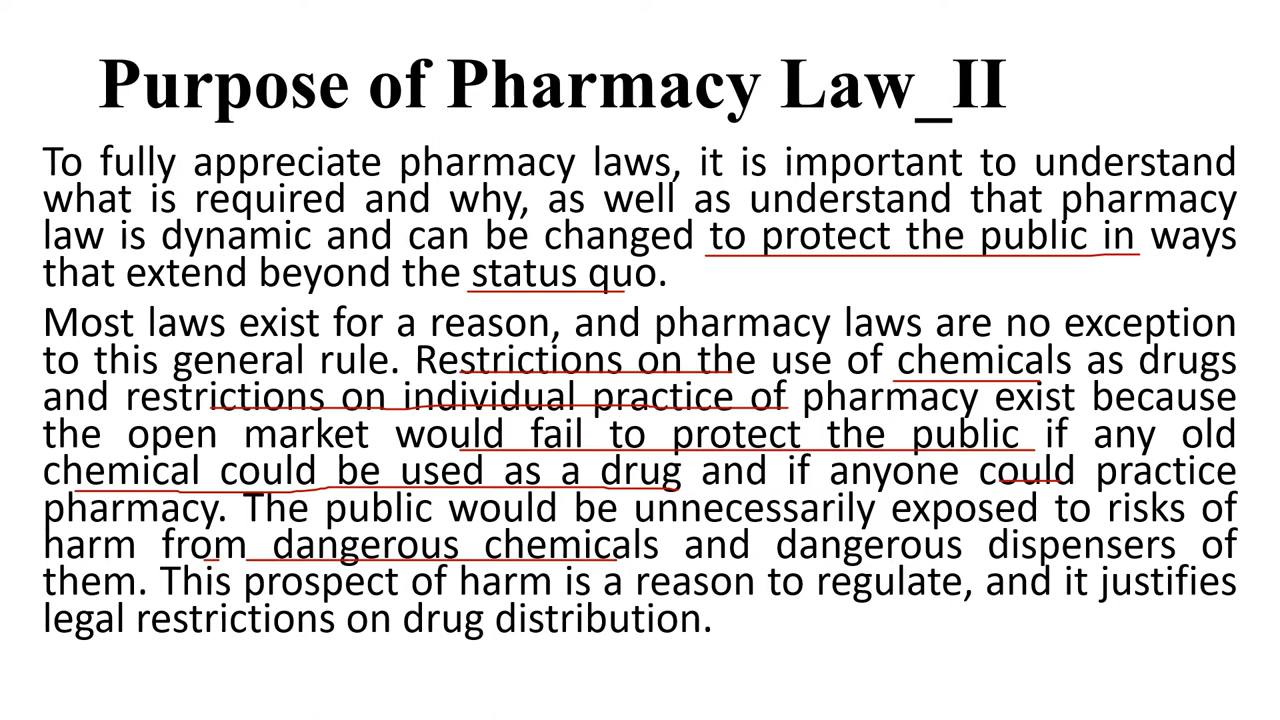 Purpose of Pharmacy Law_II
To fully appreciate pharmacy laws, it is important to understand
what is required and why, as well as understand that pharmacy
law is dynamic and can be changed to protect the public in ways
that extend beyond the status quo.
Most laws exist for a reason, and pharmacy laws are no exception
to this general rule. Restrictions on the use of chemicals as drugs
and restrictions on individual practice of pharmacy exist because
the open market would fail to protect the public if any old
chemical could be used as a drug and if anyone could practice
pharmacy. The public would be unnecessarily exposed to risks of
harm from dangerous chemicals and dangerous dispensers of
them. This prospect of harm is a reason to regulate, and it justifies
legal restrictions on drug distribution.